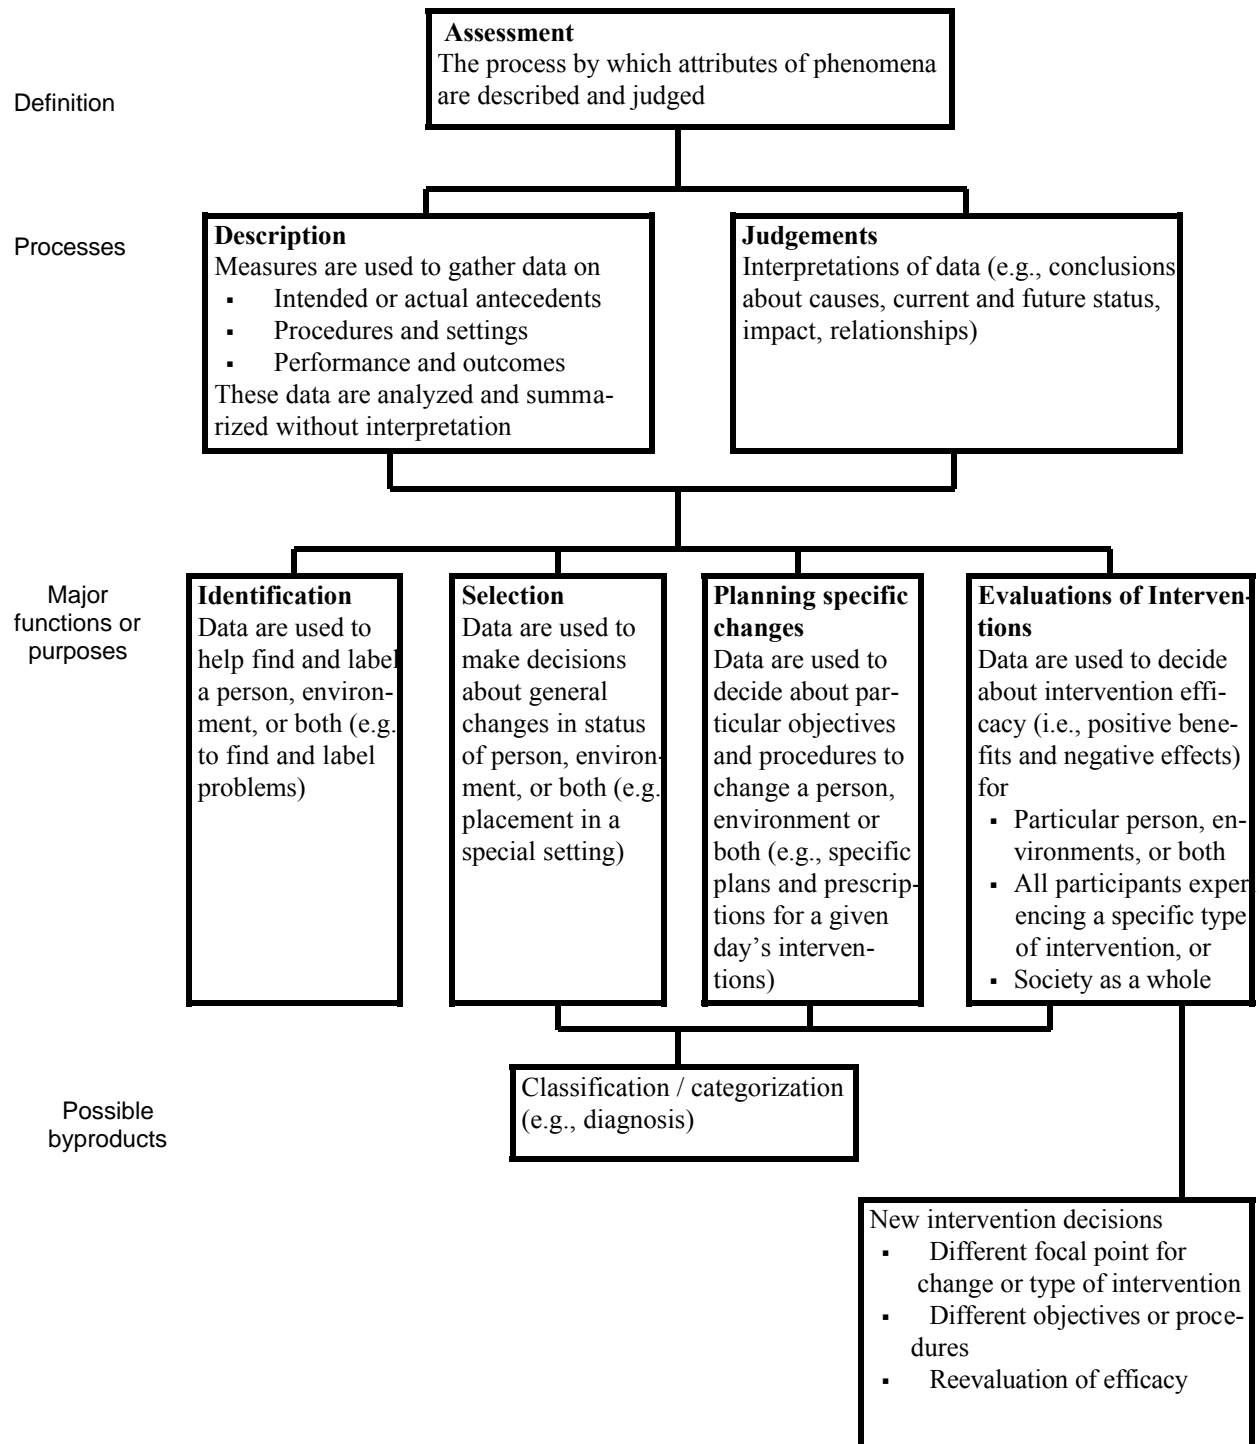 Assessment
The process by which attributes of phenomena
are described and judged
Definition
Processes
Description
Measures are used to gather data on
▪ Intended or actual antecedents
▪ Procedures and settings
▪ Performance and outcomes
These data are analyzed and summa-
rized without interpretation
Judgements
Interpretations of data (e.g., conclusions
about causes, current and future status,
impact, relationships)
Major
functions or
purposes
Identification
Data are used to
help find and label
a person, environ-
ment, or both (e.g.
to find and label
problems)
Selection
Data are used to
make decisions
about general
changes in status
of person, environ-
ment, or both (e.g.
placement in a
special setting)
Planning specific
changes
Data are used to
decide about par-
ticular objectives
and procedures to
change a person,
environment or
both (e.g., specific
plans and prescrip-
tions for a given
day's interven-
tions)
Evaluations of Interven-
tions
Data are used to decide
about intervention effi-
cacy (i.e., positive bene-
fits and negative effects)
for
▪ Particular person, en-
vironments, or both
▪ All participants exper
encing a specific type
of intervention, or
▪ Society as a whole
Possible
byproducts
Classification / categorization
(e.g., diagnosis)
New intervention decisions
▪ Different focal point for
change or type of intervention
▪ Different objectives or proce-
dures
▪ Reevaluation of efficacy